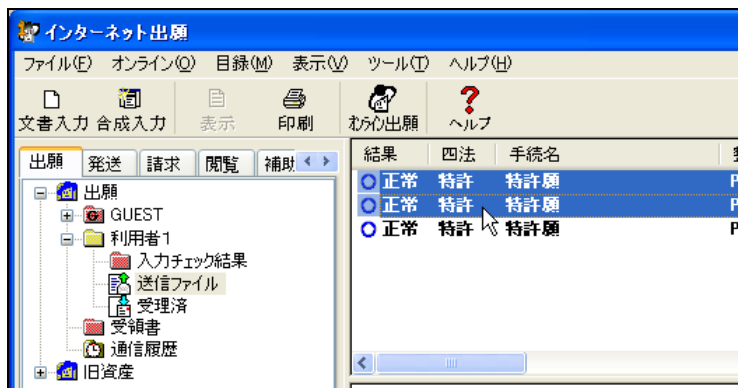 インターネット出願
ファイル(F) オンライン(O) 目録(M) 表示(V) ツール(T) ヘルプ(H)
文書入力 合成入力 表示 印刷 オンライン出願 ヘルプ
出願 発送 請求 閲覧 補助
結果 四法 手続名
正常 特許 特許願 P
正常 特許 特許願 P
正常 特許 特許願 P
出願
GUEST
利用者1
入力チェック結果
送信ファイル
受理済
受領書
通信履歴
旧資産